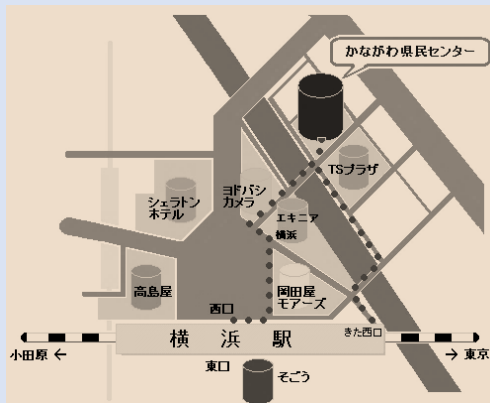 かながわ県民センター
TSプラザ
シェラトン
ホテル
ヨドバシ
カメラ
エキニア
横浜
高島屋
岡田屋
モアーズ
西口
きた西口
横浜駅
小田原 ←
→ 東京
東口
そごう